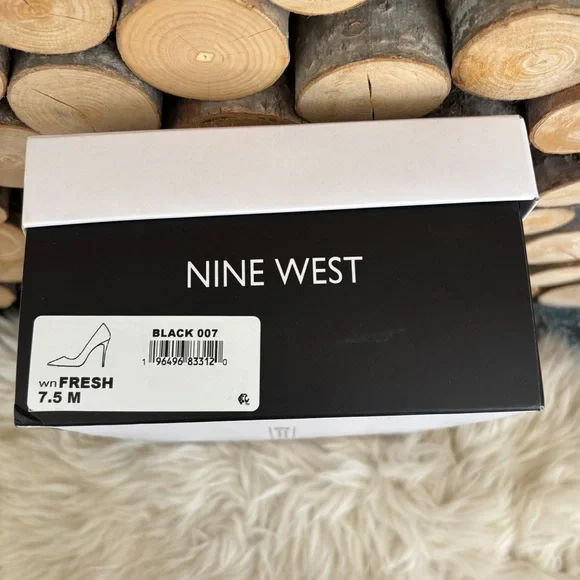 NINE WEST
BLACK 007
1 96496 83312 0
wn FRESH
7.5 M